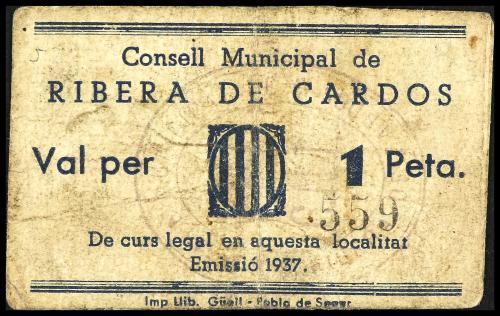 Consell Municipal de
RIBERA DE CARDOS
Val per 1 Peta.
559
De curs legal en aquesta localitat
Emissió 1937.
Imp Llib. Güell - Pobla de Segur